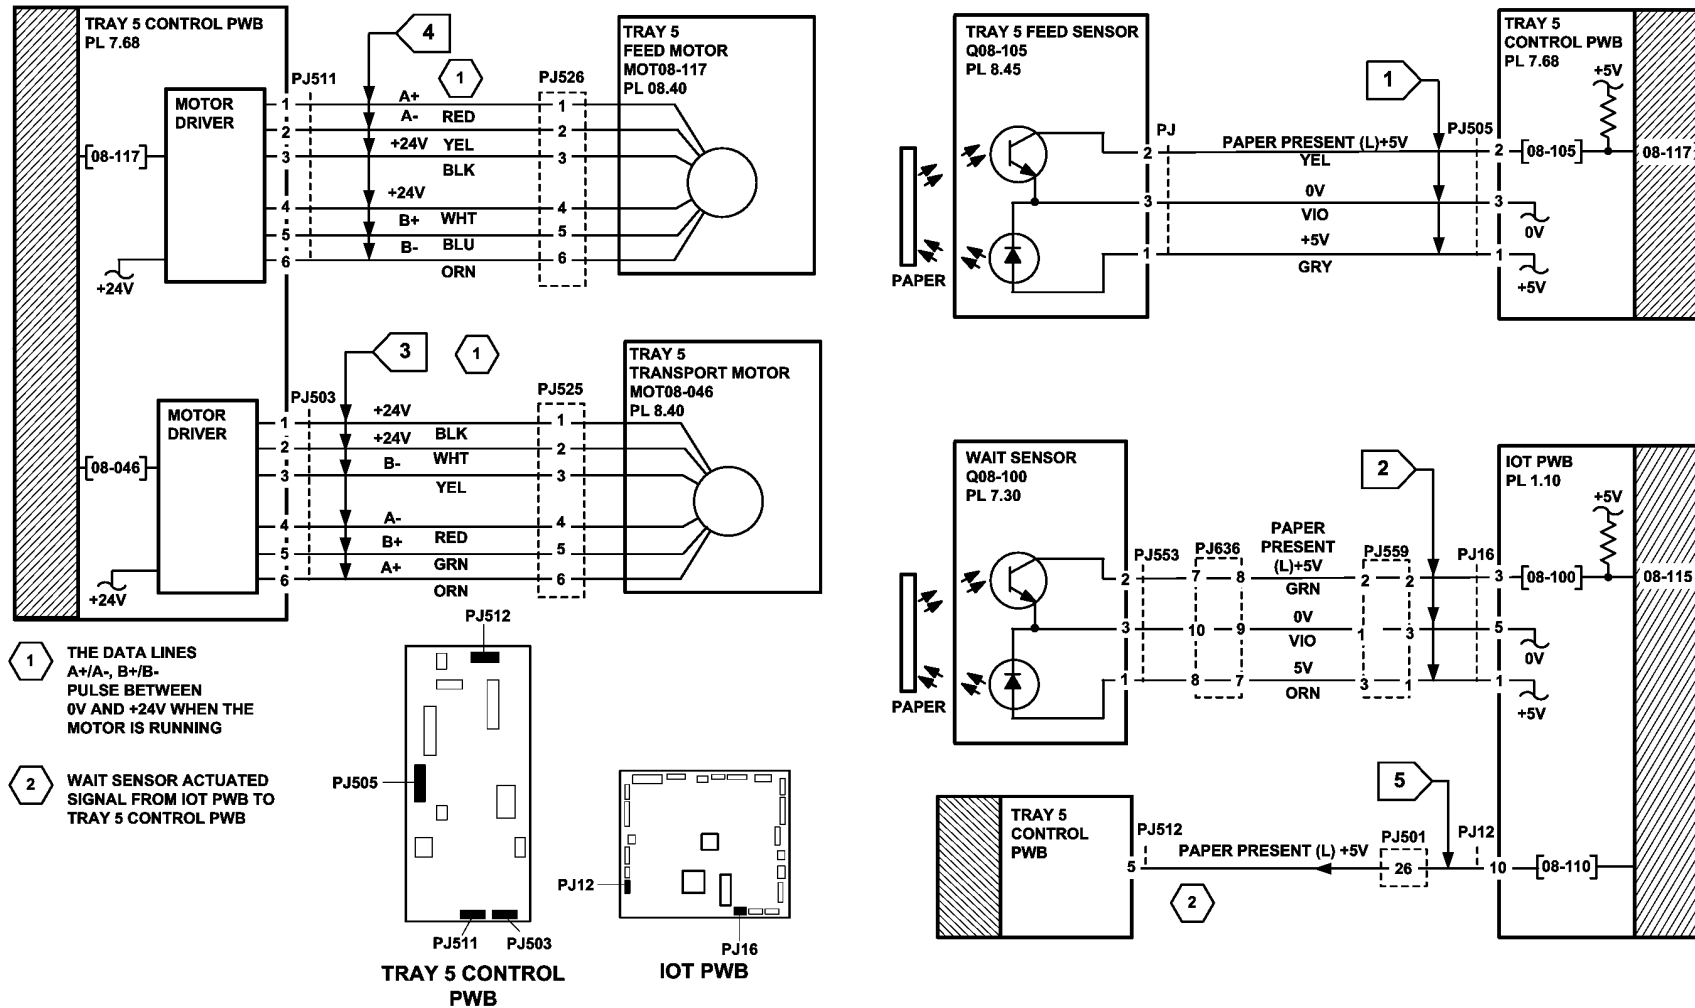 TRAY 5 CONTROL PWB
PL 7.68
MOTOR
DRIVER
[08-117]
+24V
PJ511
4
1
PJ526
1 A+ 1
2 A- RED 2
3 +24V YEL 3
BLK
4 +24V 4
5 B+ WHT 5
6 B- BLU 6
ORN
TRAY 5
FEED MOTOR
MOT08-117
PL 08.40
MOTOR
DRIVER
[08-046]
+24V
PJ503
3
1
PJ525
1 +24V 1
BLK
2 +24V 2
WHT
3 B- 3
YEL
4 A- 4
RED
5 B+ 5
GRN
6 A+ 6
ORN
TRAY 5
TRANSPORT MOTOR
MOT08-046
PL 8.40
1
THE DATA LINES
A+/A-, B+/B-
PULSE BETWEEN
0V AND +24V WHEN THE
MOTOR IS RUNNING
2
WAIT SENSOR ACTUATED
SIGNAL FROM IOT PWB TO
TRAY 5 CONTROL PWB
PJ512
PJ505
PJ511
PJ503
TRAY 5 CONTROL
PWB
PJ12
PJ16
IOT PWB
TRAY 5 FEED SENSOR
Q08-105
PL 8.45
PAPER
PJ
1
PJ505
2 PAPER PRESENT (L)+5V 2
YEL
3 0V 3
VIO
1 +5V 1
GRY
TRAY 5
CONTROL PWB
PL 7.68
+5V
[08-105]
08-117
0V
+5V
WAIT SENSOR
Q08-100
PL 7.30
PAPER
PJ553
PJ636
PAPER
PRESENT
(L)+5V
PJ559
2
PJ16
2 7 8 GRN 2 2 3
0V
3 10 9 VIO 1 3 5
5V
1 8 7 ORN 3 1 1
IOT PWB
PL 1.10
+5V
[08-100]
08-115
0V
+5V
TRAY 5
CONTROL
PWB
PJ512
5
PAPER PRESENT (L) +5V
2
PJ501
26
5
PJ12
10
[08-110]